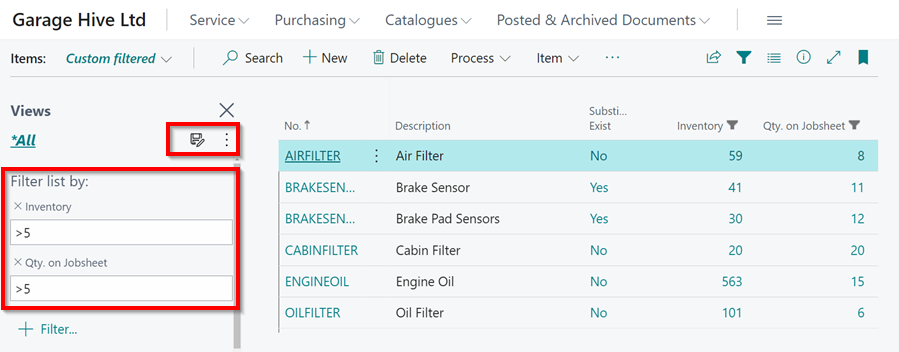 Garage Hive Ltd Service Purchasing Catalogues Posted & Archived Documents
Items: Custom filtered Search + New Delete Process Item ...
Views
*All
Filter list by:
× Inventory
>5
× Qty. on Jobsheet
>5
+ Filter...
No. ↑ Description Substi... Exist Inventory Qty. on Jobsheet
AIRFILTER Air Filter No 59 8
BRAKESEN... Brake Sensor Yes 41 11
BRAKESEN... Brake Pad Sensors Yes 30 12
CABINFILTER Cabin Filter No 20 20
ENGINEOIL Engine Oil No 563 15
OILFILTER Oil Filter No 101 6